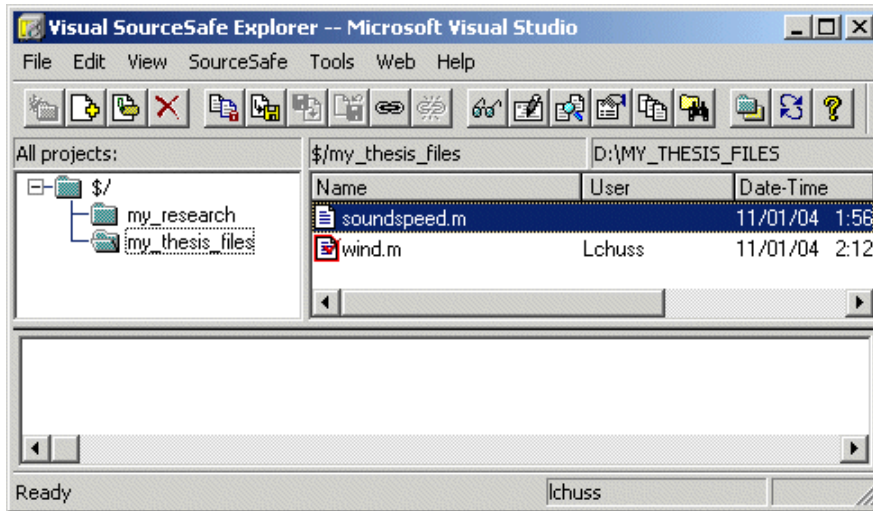 Visual SourceSafe Explorer -- Microsoft Visual Studio
File Edit View SourceSafe Tools Web Help
All projects:
$/my_thesis_files D:\MY_THESIS_FILES
$/
my_research
my_thesis_files
Name User Date-Time
soundspeed.m 11/01/04 1:56
wind.m Lchuss 11/01/04 2:12
Ready lchuss